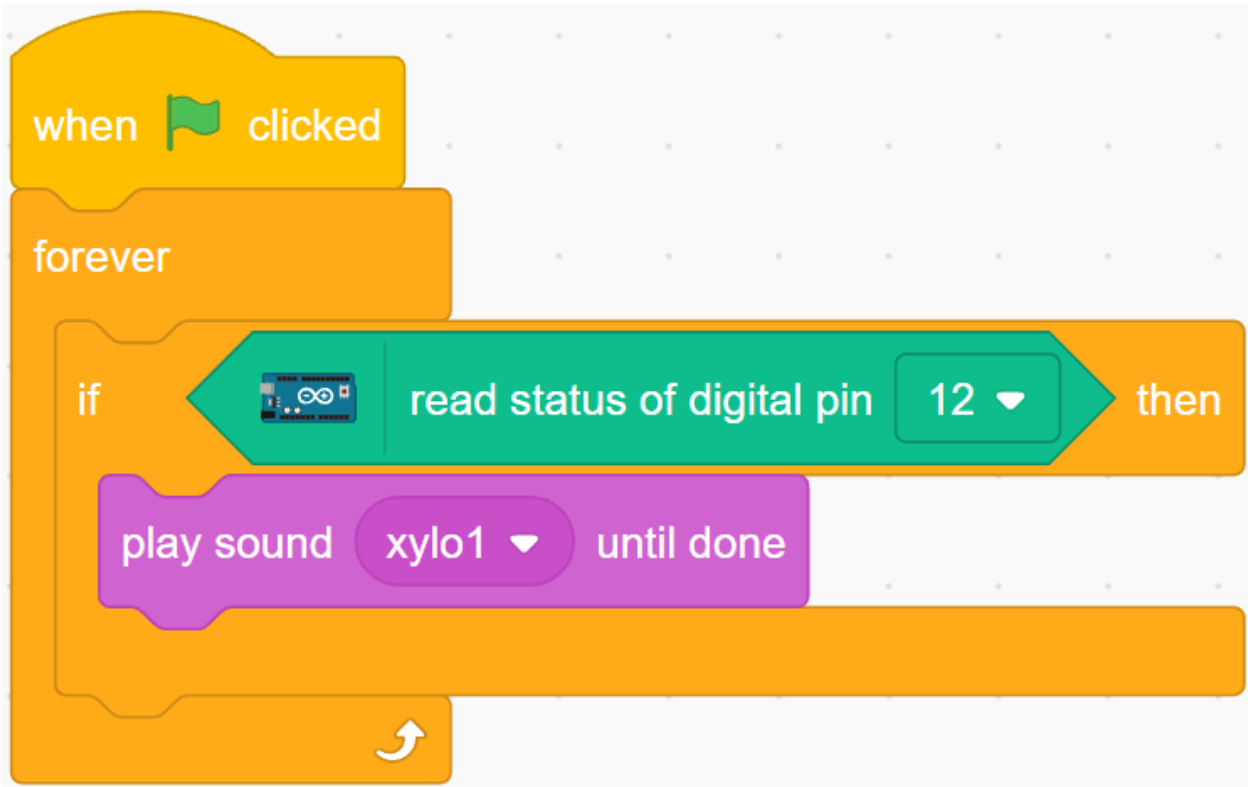 when clicked
forever
if read status of digital pin 12 then
play sound xylo1 until done